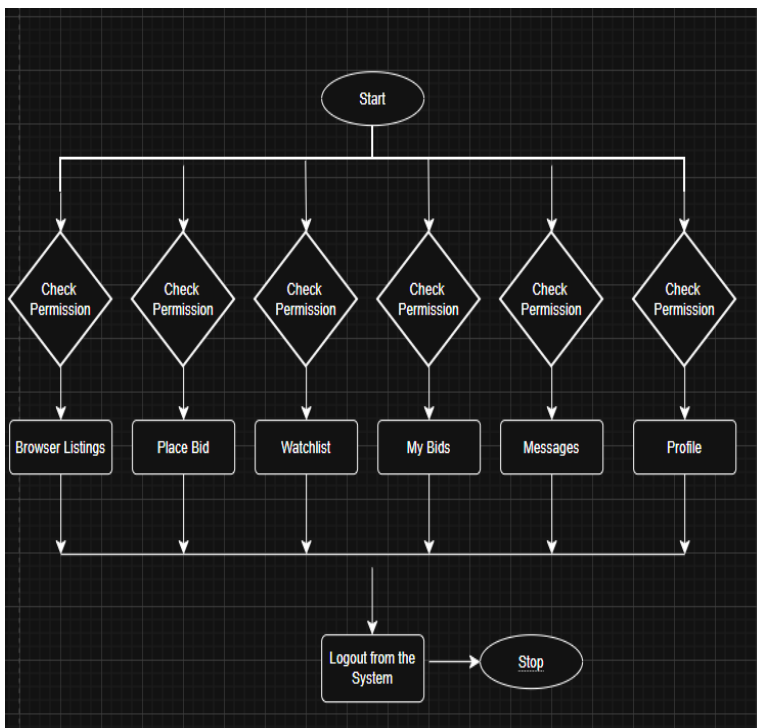 Start
Check
Permission
Check
Permission
Check
Permission
Check
Permission
Check
Permission
Check
Permission
Browser Listings
Place Bid
Watchlist
My Bids
Messages
Profile
Logout from the
System
Stop